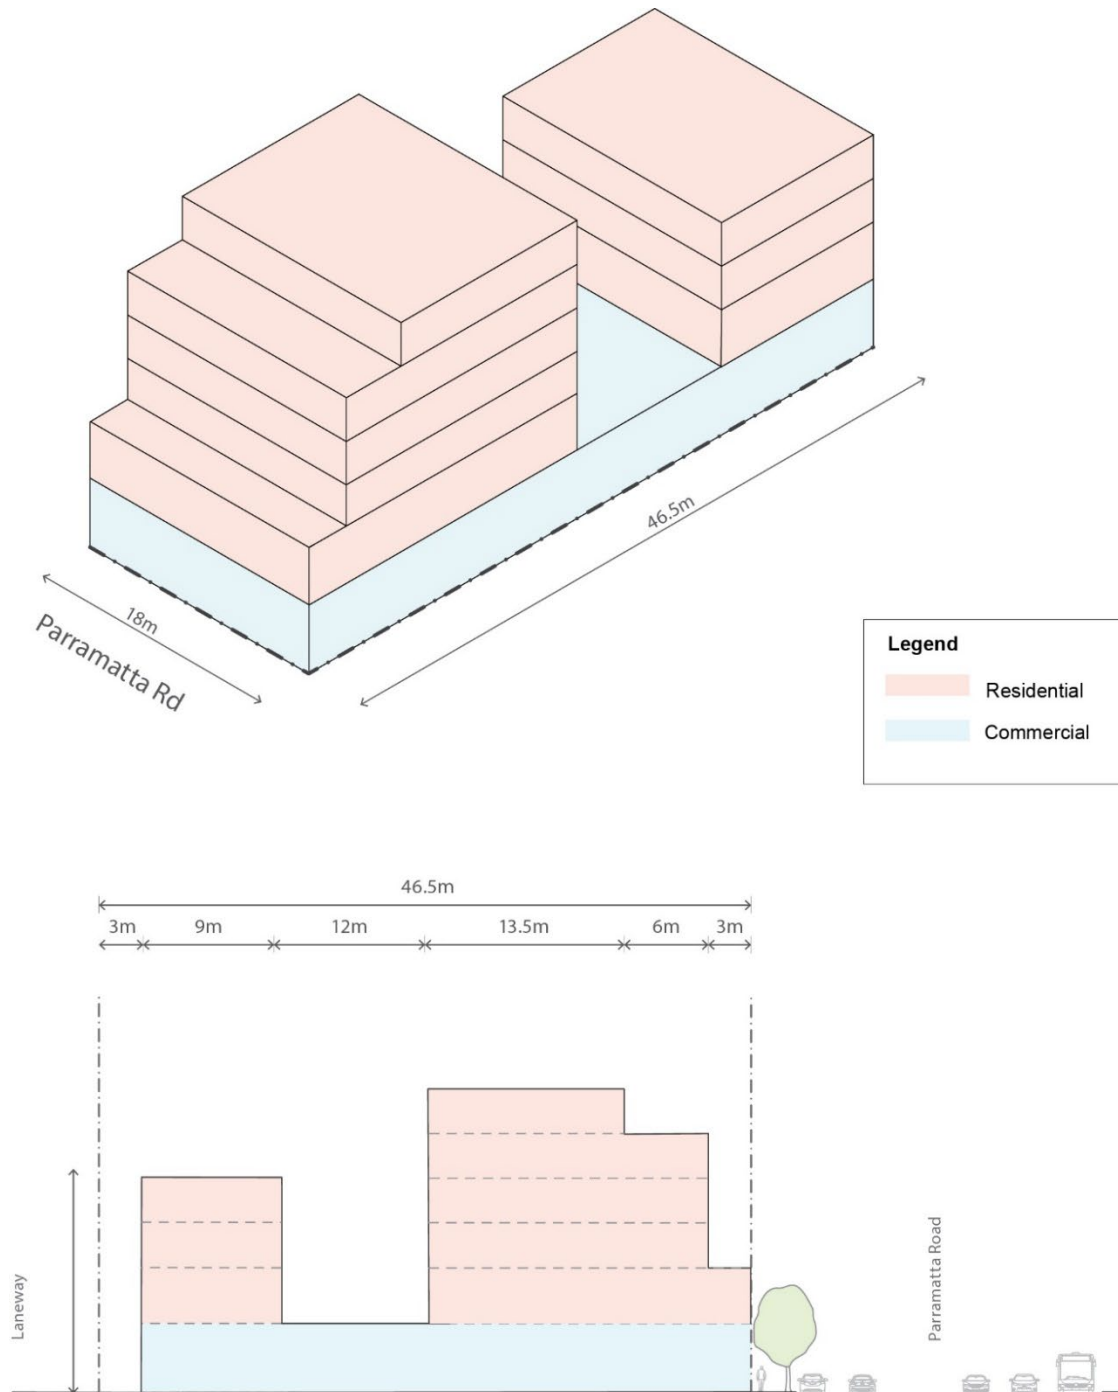 46.5m
18m
Parramatta Rd
Legend
Residential
Commercial
46.5m
3m 9m 12m 13.5m 6m 3m
Laneway
Parramatta Road